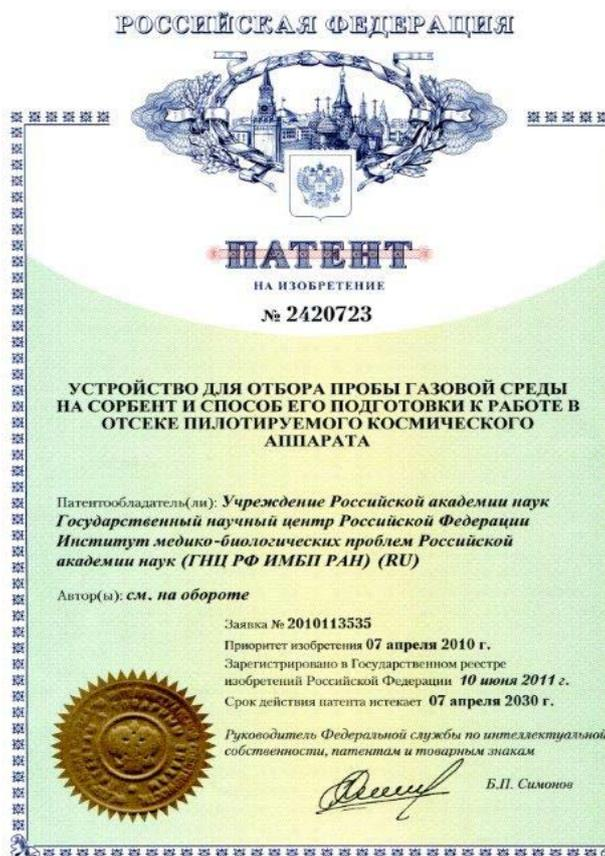 РОССИЙСКАЯ ФЕДЕРАЦИЯ
ПАТЕНТ
НА ИЗОБРЕТЕНИЕ
№ 2420723
УСТРОЙСТВО ДЛЯ ОТБОРА ПРОБЫ ГАЗОВОЙ СРЕДЫ
НА СОРБЕНТ И СПОСОБ ЕГО ПОДГОТОВКИ К РАБОТЕ В
ОТСЕКЕ ПИЛОТИРУЕМОГО КОСМИЧЕСКОГО
АППАРАТА
Патентообладатель(ли): Учреждение Российской академии наук
Государственный научный центр Российской Федерации
Институт медико-биологических проблем Российской
академии наук (ГНЦ РФ ИМБП РАН) (RU)
Автор(ы): см. на обороте
Заявка № 2010113535
Приоритет изобретения 07 апреля 2010 г.
Зарегистрировано в Государственном реестре
изобретений Российской Федерации 10 июня 2011 г.
Срок действия патента истекает 07 апреля 2030 г.
Руководитель Федеральной службы по интеллектуальной
собственности, патентам и товарным знакам
Б.П. Симонов